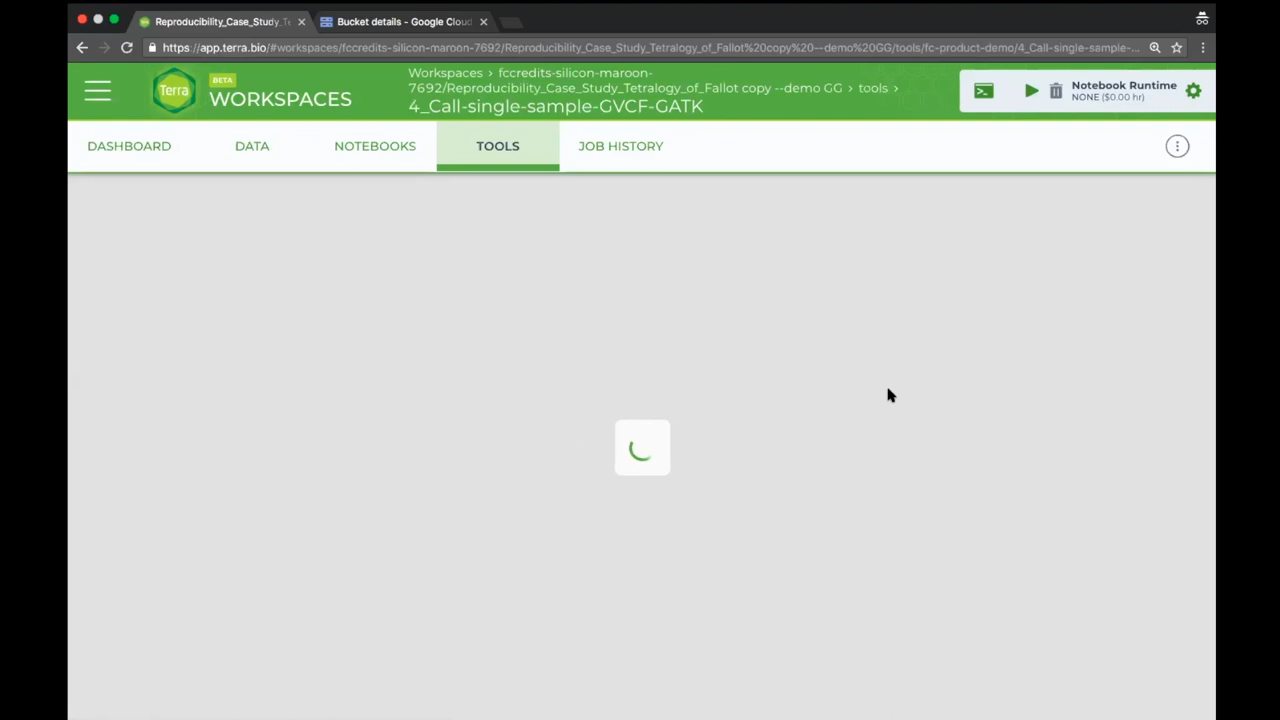 Reproducibility_Case_Study_Te
Bucket details - Google Cloud
https://app.terra.bio/#workspaces/fccredits-silicon-maroon-7692/Reproducibility_Case_Study_Tetralogy_of_Fallot%20copy%20--demo%20GG/tools/fc-product-demo/4_Call-single-sample-...
Terra
BETA
WORKSPACES
Workspaces › fccredits-silicon-maroon-
7692/Reproducibility_Case_Study_Tetralogy_of_Fallot copy --demo GG › tools ›
4_Call-single-sample-GVCF-GATK
Notebook Runtime
NONE ($0.00 hr)
DASHBOARD
DATA
NOTEBOOKS
TOOLS
JOB HISTORY